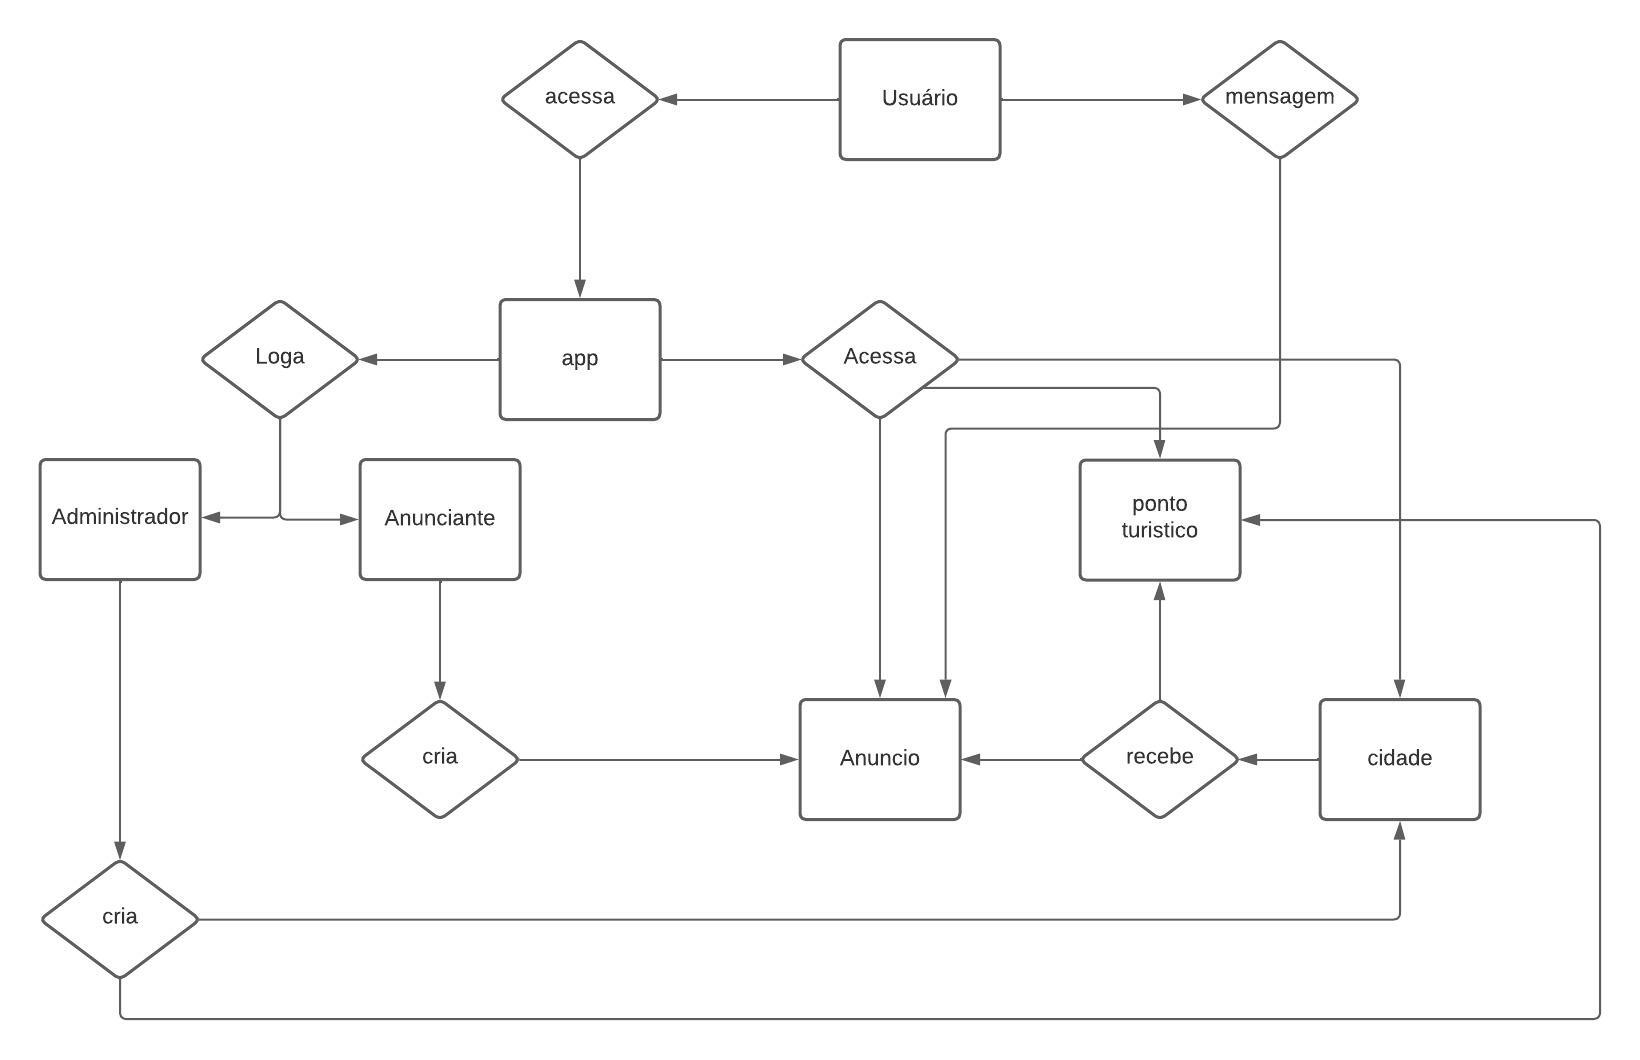 acessa
Usuário
mensagem
Loga
app
Acessa
Administrador
Anunciante
ponto
turistico
cria
Anuncio
recebe
cidade
cria